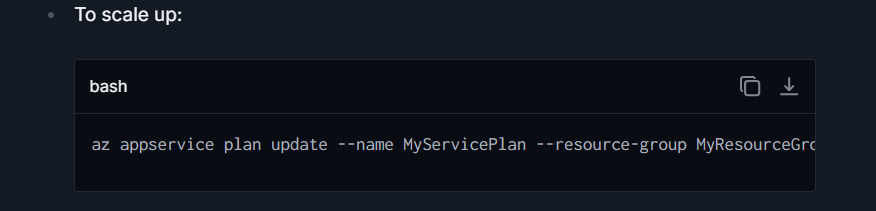 To scale up:
bash
az appservice plan update --name MyServicePlan --resource-group MyResourceGro